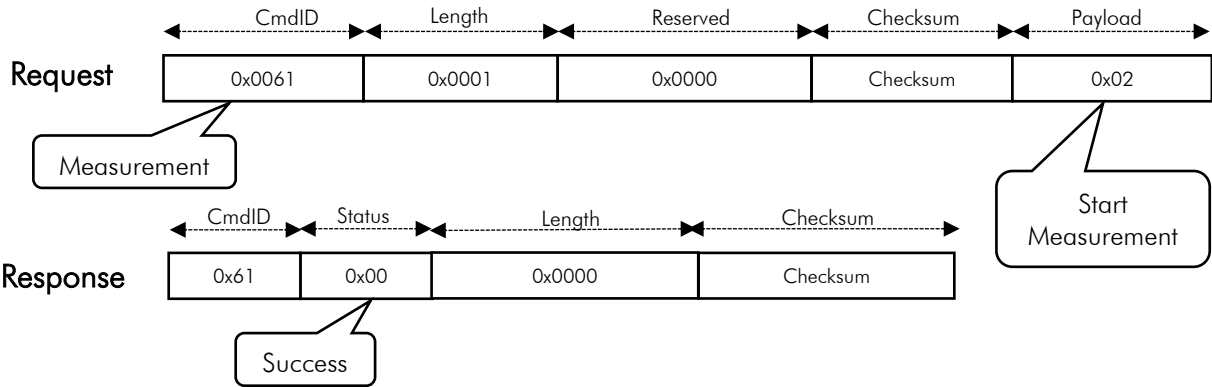 CmdID Length Reserved Checksum Payload
Request 0x0061 0x0001 0x0000 Checksum 0x02
Measurement
Start
Measurement
CmdID Status Length Checksum
Response 0x61 0x00 0x0000 Checksum
Success